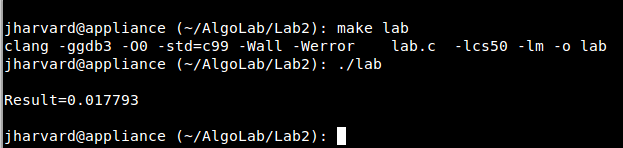 jharvard@appliance (~/AlgoLab/Lab2): make lab
clang -ggdb3 -O0 -std=c99 -Wall -Werror    lab.c  -lcs50 -lm -o lab
jharvard@appliance (~/AlgoLab/Lab2): ./lab
Result=0.017793
jharvard@appliance (~/AlgoLab/Lab2):